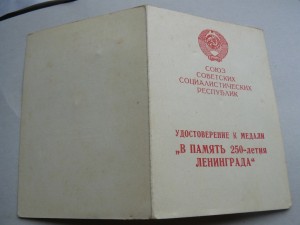 СОЮЗ
СОВЕТСКИХ
СОЦИАЛИСТИЧЕСКИХ
РЕСПУБЛИК
УДОСТОВЕРЕНИЕ К МЕДАЛИ
„В ПАМЯТЬ 250-летия
ЛЕНИНГРАДА“